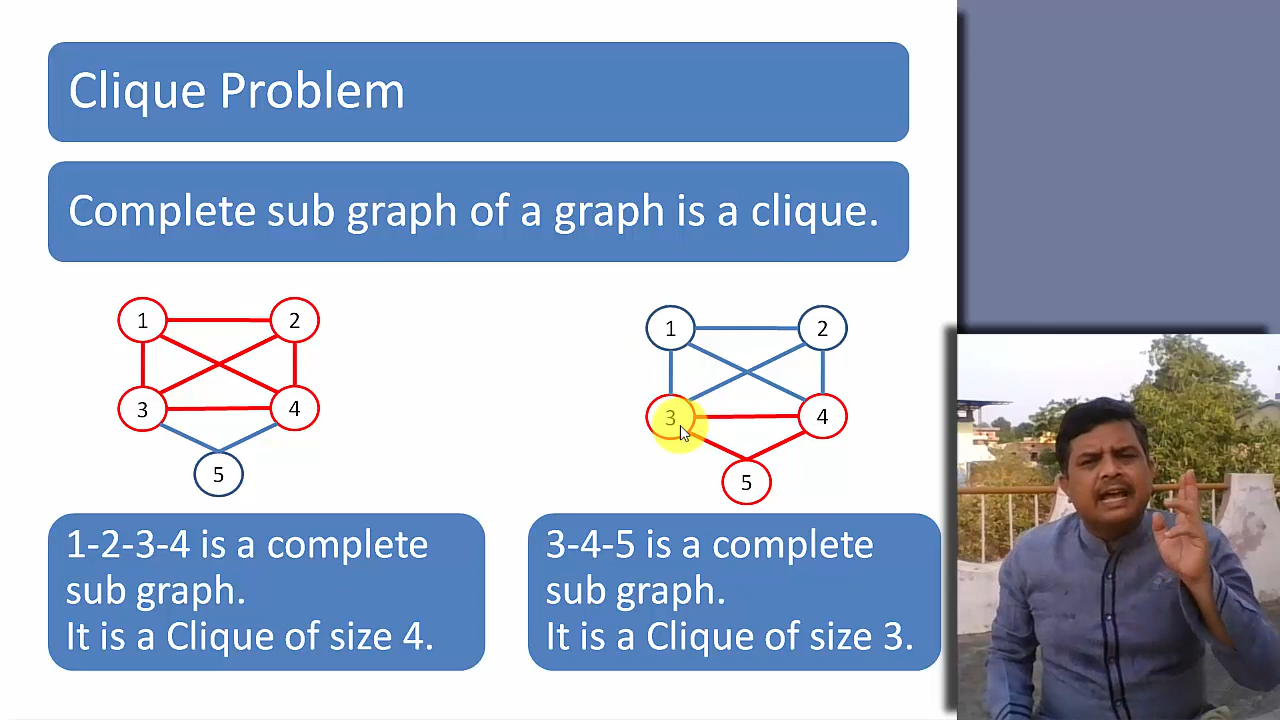 Clique Problem
Complete sub graph of a graph is a clique.
1 2
3 4
5
1 2
3 4
5
1-2-3-4 is a complete
sub graph.
It is a Clique of size 4.
3-4-5 is a complete
sub graph.
It is a Clique of size 3.